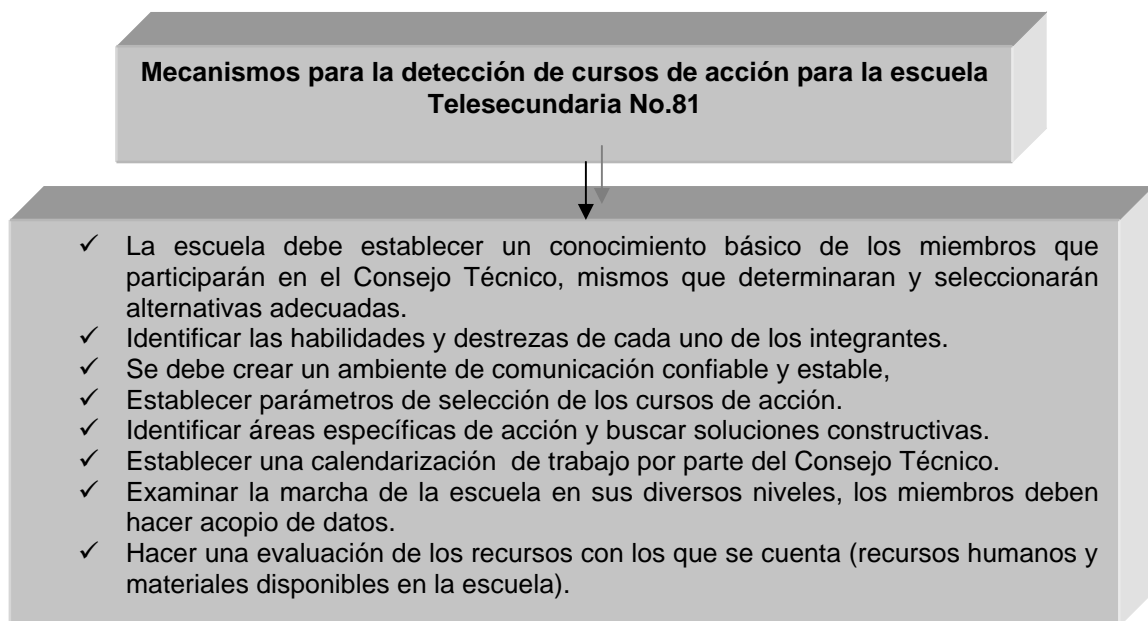 Mecanismos para la detección de cursos de acción para la escuela
Telesecundaria No.81
✓ La escuela debe establecer un conocimiento básico de los miembros que
participarán en el Consejo Técnico, mismos que determinaran y seleccionarán
alternativas adecuadas.
✓ Identificar las habilidades y destrezas de cada uno de los integrantes.
✓ Se debe crear un ambiente de comunicación confiable y estable,
✓ Establecer parámetros de selección de los cursos de acción.
✓ Identificar áreas específicas de acción y buscar soluciones constructivas.
✓ Establecer una calendarización de trabajo por parte del Consejo Técnico.
✓ Examinar la marcha de la escuela en sus diversos niveles, los miembros deben
hacer acopio de datos.
✓ Hacer una evaluación de los recursos con los que se cuenta (recursos humanos y
materiales disponibles en la escuela).